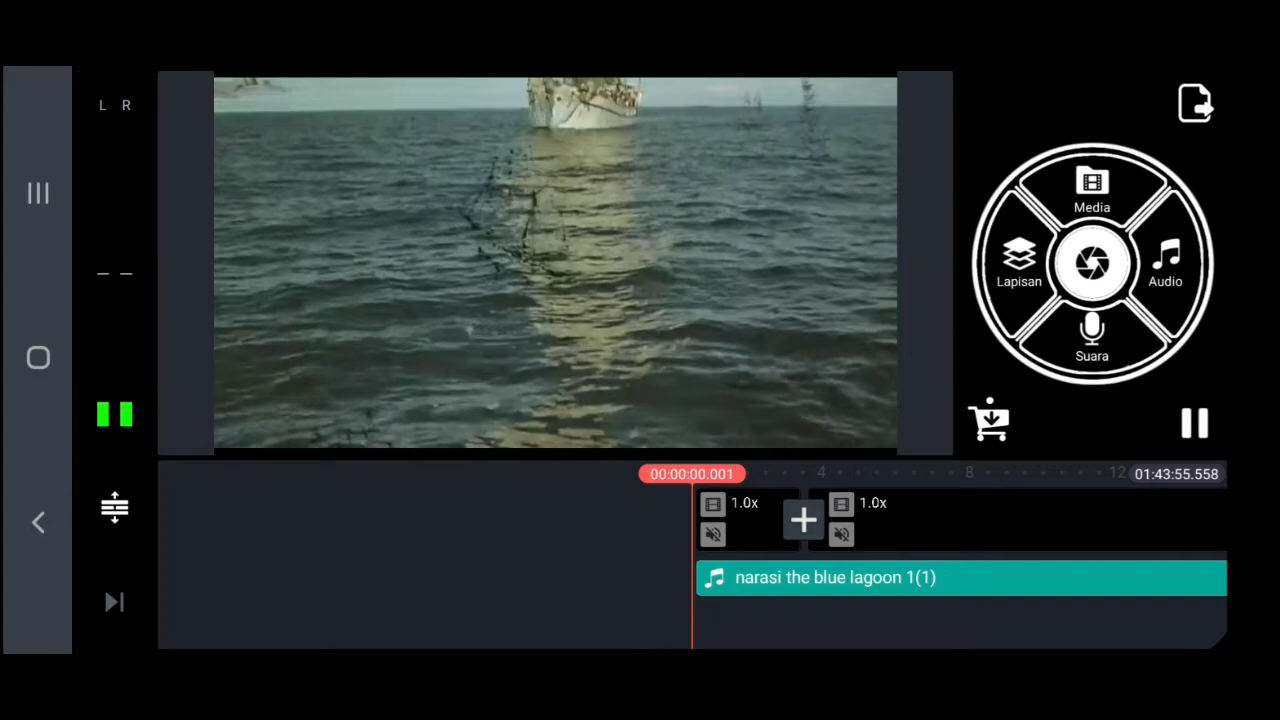 L R
Media
Lapisan
Audio
Suara
00:00:00.001
4
8
12
01:43:55.558
1.0x
1.0x
narasi the blue lagoon 1(1)